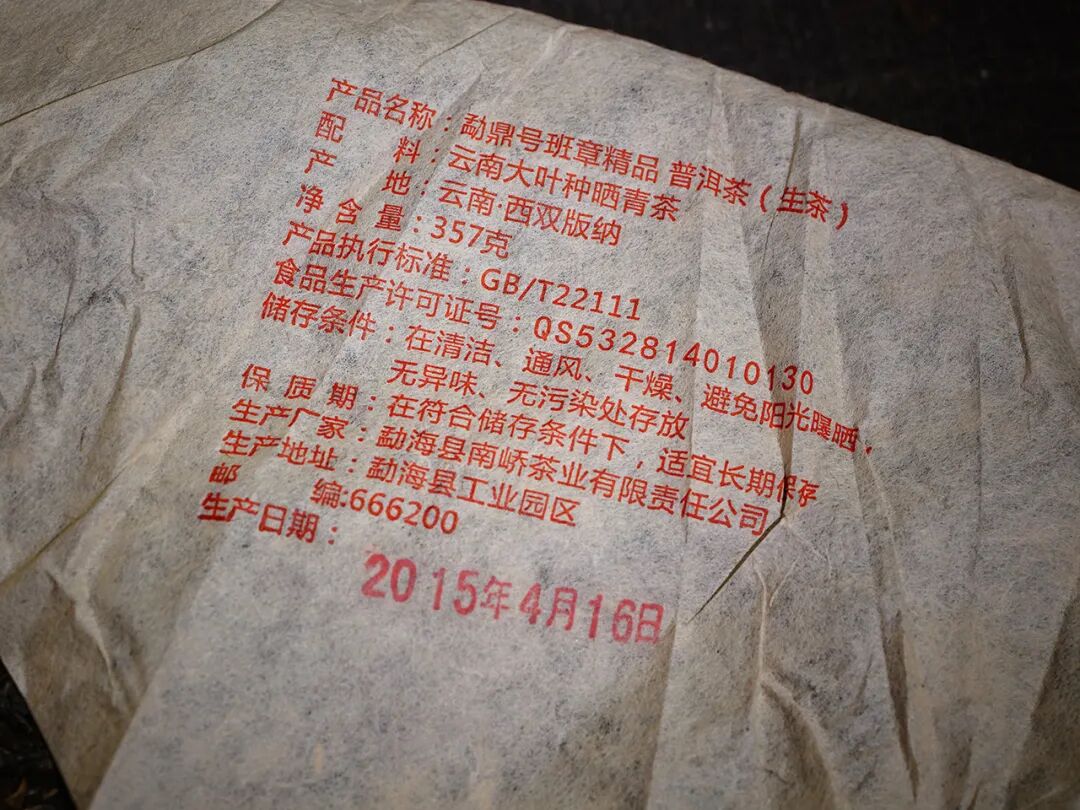 产品名称：勐鼎号班章精品 普洱茶（生茶）
配 料：云南大叶种晒青茶
产 地：云南·西双版纳
净 含 量：357克
产品执行标准：GB/T22111
食品生产许可证号：QS532814010130
储存条件：在清洁、通风、干燥、避免阳光曝晒，
无异味、无污染处存放
保 质 期：在符合储存条件下，适宜长期保存
生产厂家：勐海县南峤茶业有限责任公司
生产地址：勐海县工业园区
邮 编:666200
生产日期：
2015年4月16日